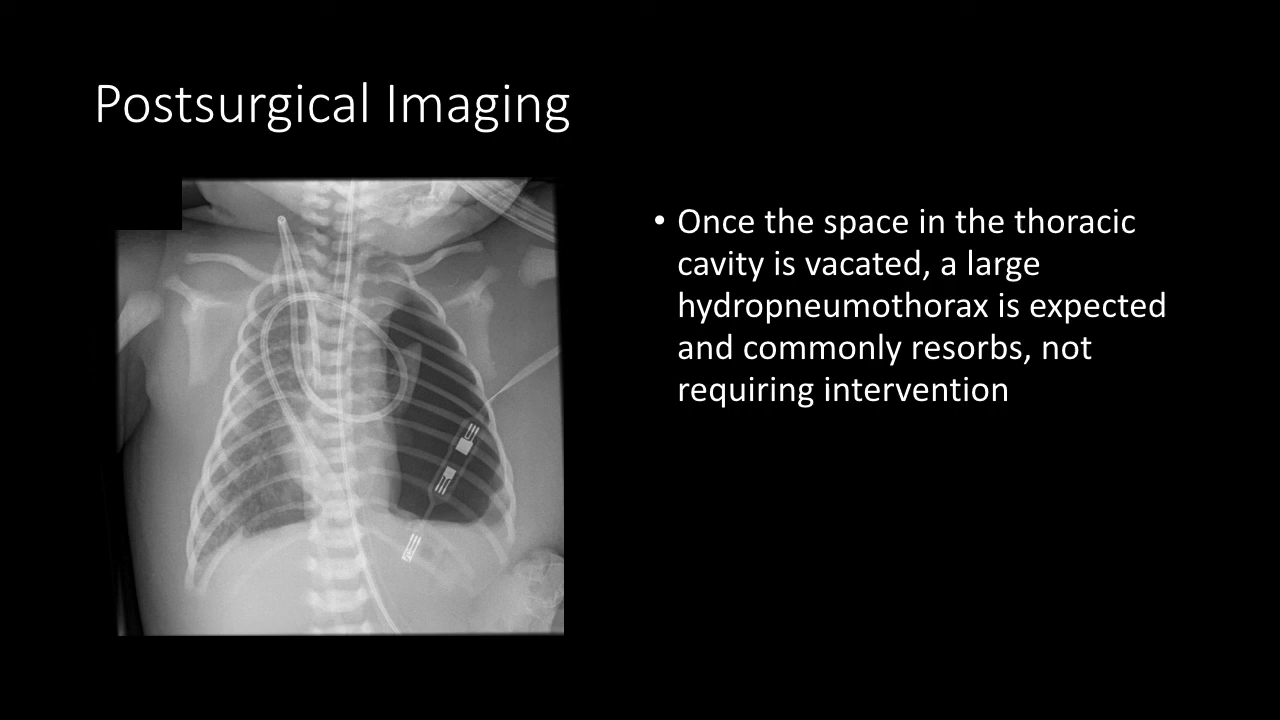 Postsurgical Imaging
• Once the space in the thoracic
cavity is vacated, a large
hydropneumothorax is expected
and commonly resorbs, not
requiring intervention